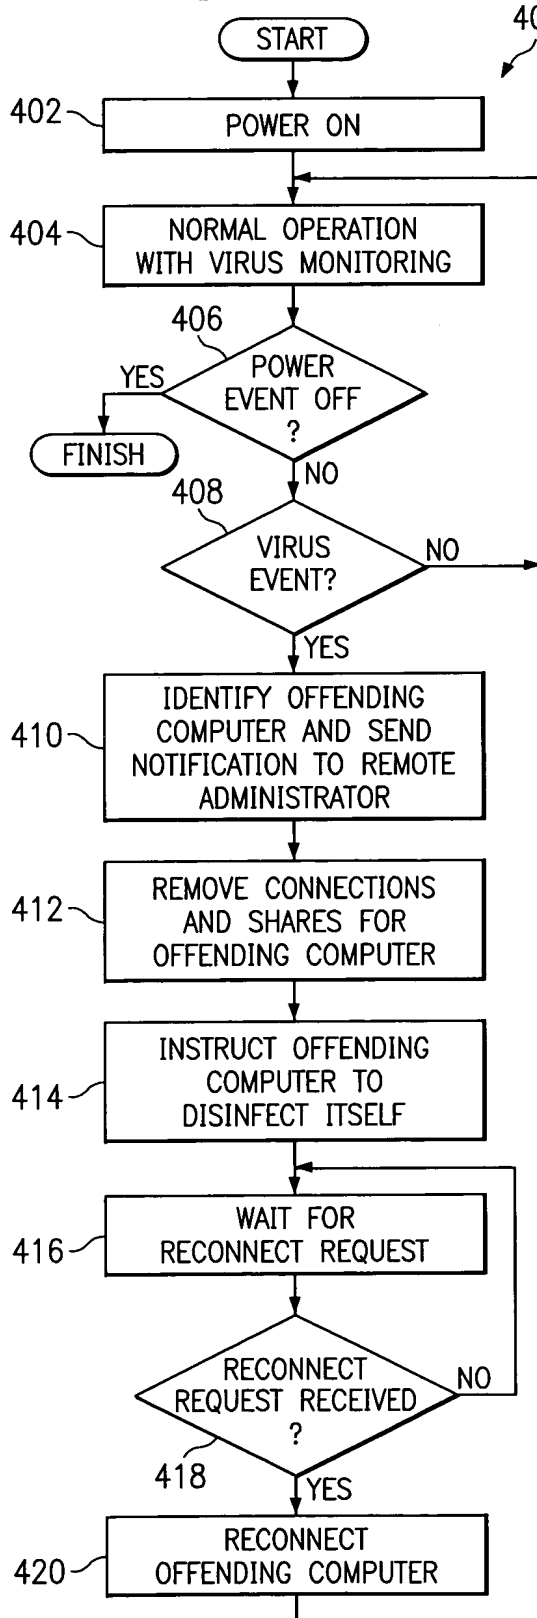 40
START
402
POWER ON
404
NORMAL OPERATION
WITH VIRUS MONITORING
406
POWER
EVENT OFF
?
YES
FINISH
NO
408
VIRUS
EVENT?
NO
YES
410
IDENTIFY OFFENDING
COMPUTER AND SEND
NOTIFICATION TO REMOTE
ADMINISTRATOR
412
REMOVE CONNECTIONS
AND SHARES FOR
OFFENDING COMPUTER
414
INSTRUCT OFFENDING
COMPUTER TO
DISINFECT ITSELF
416
WAIT FOR
RECONNECT REQUEST
RECONNECT
REQUEST RECEIVED
?
NO
418
YES
420
RECONNECT
OFFENDING COMPUTER